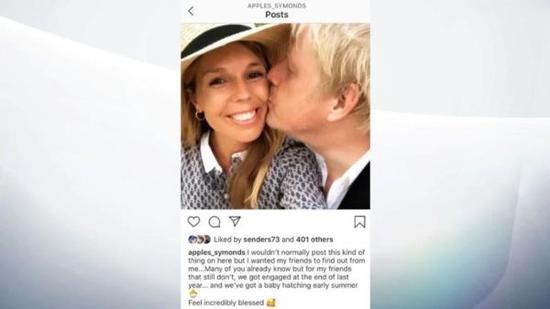 APPLES_SYMONDS
Posts
Liked by senders73 and 401 others
apples_symonds I wouldn't normally post this kind of
thing on here but I wanted my friends to find out from
me...Many of you already know but for my friends
that still don't, we got engaged at the end of last
year... and we've got a baby hatching early summer
🐣
Feel incredibly blessed 🥰